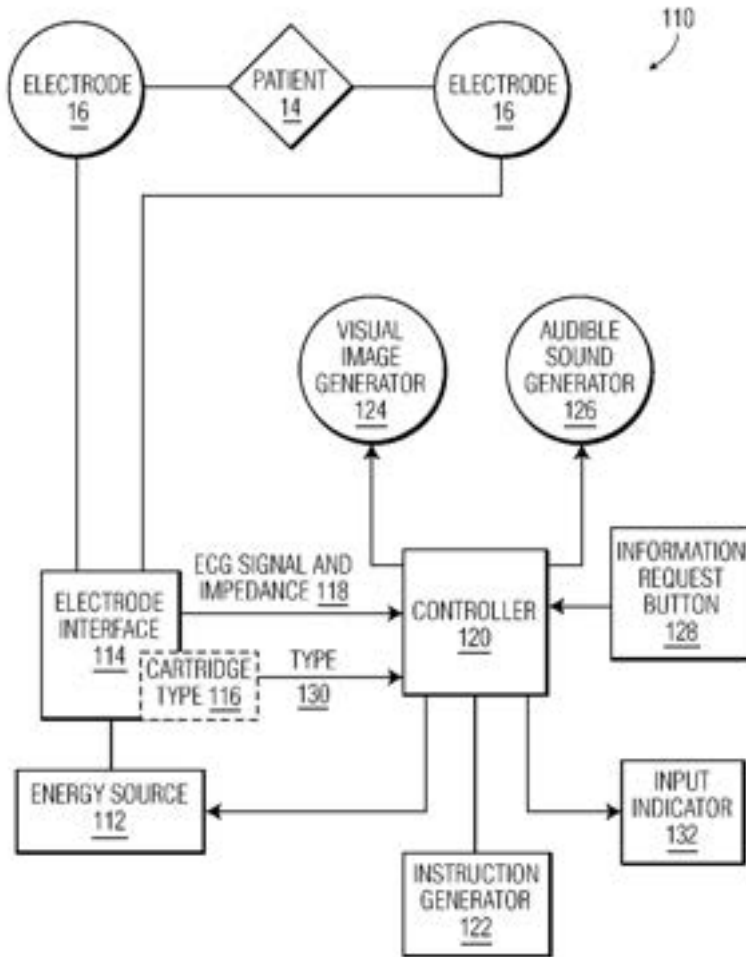 110
ELECTRODE
16
PATIENT
14
ELECTRODE
16
VISUAL
IMAGE
GENERATOR
124
AUDIBLE
SOUND
GENERATOR
126
ECG SIGNAL AND
IMPEDANCE 118
ELECTRODE
INTERFACE
114
CARTRIDGE
TYPE 116
TYPE
130
CONTROLLER
120
INFORMATION
REQUEST
BUTTON
128
ENERGY SOURCE
112
INSTRUCTION
GENERATOR
122
INPUT
INDICATOR
132